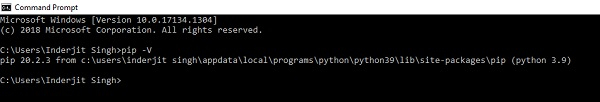 Command Prompt
Microsoft Windows [Version 10.0.17134.1304]
(c) 2018 Microsoft Corporation. All rights reserved.
C:\Users\Inderjit Singh>pip -V
pip 20.2.3 from c:\users\inderjit singh\appdata\local\programs\python\python39\lib\site-packages\pip (python 3.9)
C:\Users\Inderjit Singh>